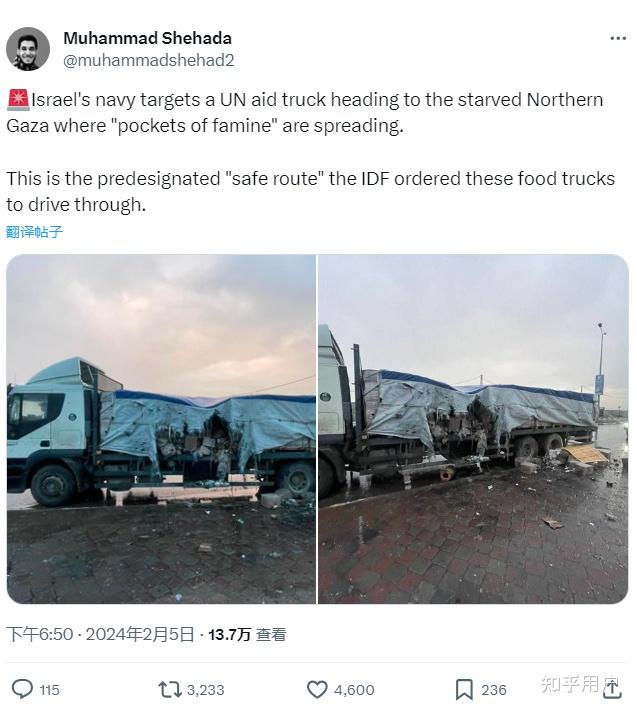 Muhammad Shehada
@muhammadshehad2
🚨Israel's navy targets a UN aid truck heading to the starved Northern
Gaza where "pockets of famine" are spreading.
This is the predesignated "safe route" the IDF ordered these food trucks
to drive through.
翻译帖子
下午6:50 · 2024年2月5日 · 13.7万 查看
115 3,233 4,600 236
知乎用户